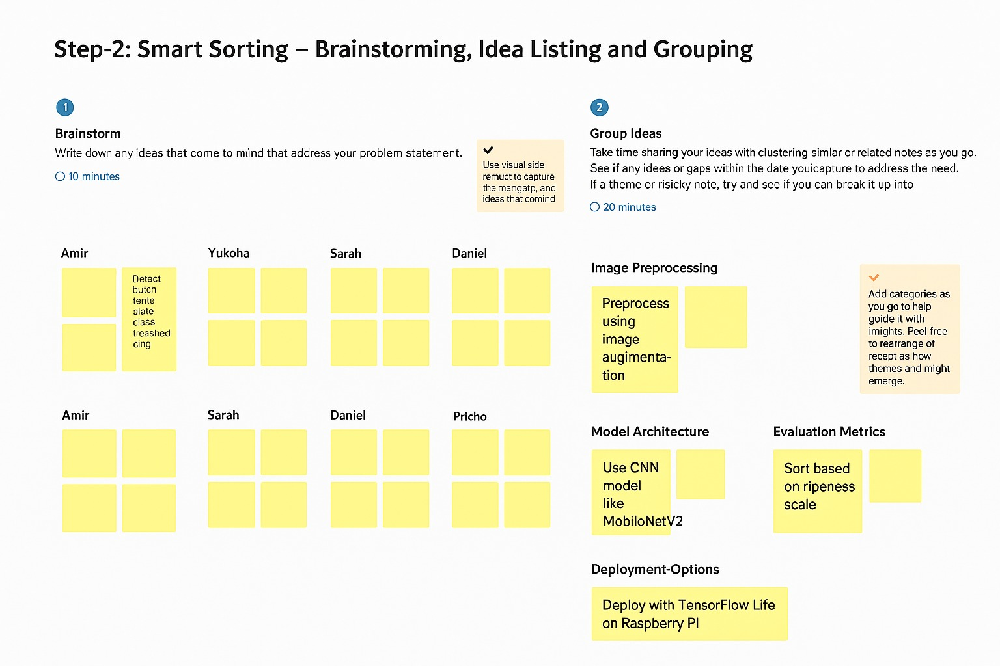 Step-2: Smart Sorting – Brainstorming, Idea Listing and Grouping
1
Brainstorm
Write down any ideas that come to mind that address your problem statement.
10 minutes
Use visual side
remuct to capture
the mangatp, and
ideas that comind
Amir
Yukoha
Sarah
Daniel
Detect
butch
tente
alate
class
treashed
cing
Amir
Sarah
Daniel
Pricho
2
Group Ideas
Take time sharing your ideas with clustering simlar or related notes as you go.
See if any idees or gaps within the date youicapture to address the need.
If a theme or risicky note, try and see if you can break it up into
20 minutes
Image Preprocessing
Preprocess
using
image
augimenta-
tion
Add categories as
you go to help
goide it with
imights. Peel free
to rearrange of
recept as how
themes and might
emerge.
Model Architecture
Use CNN
model
like
MobiloNetV2
Evaluation Metrics
Sort based
on ripeness
scale
Deployment-Options
Deploy with TensorFlow Life
on Raspberry PI